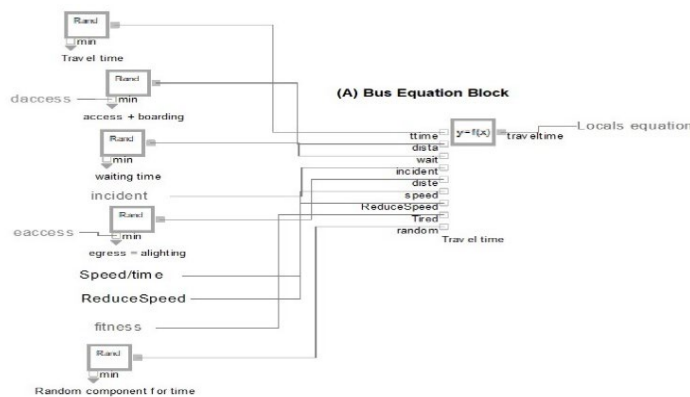 Rand
min
Travel time
Rand
daccess
min
access + boarding
(A) Bus Equation Block
Rand
min
waiting time
ttime
dista
wait
incident
diste
speed
ReduceSpeed
Tired
random
y=f(x)
traveltime
Locals equation
Travel time
incident
Rand
eaccess
min
egress = alighting
Speed/time
ReduceSpeed
fitness
Rand
min
Random component for time